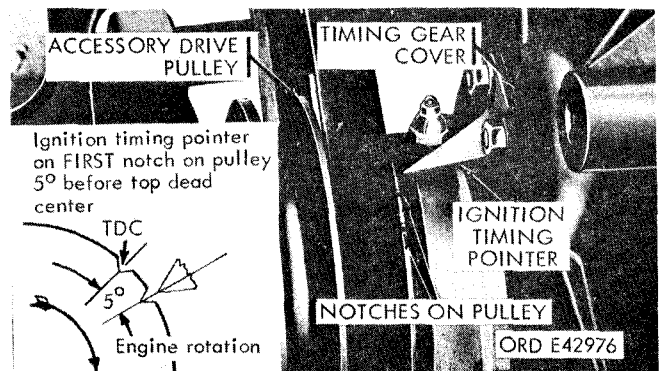 ACCESSORY DRIVE
PULLEY
TIMING GEAR
COVER
Ignition timing pointer
on FIRST notch on pulley
5° before top dead
center
TDC
5°
Engine rotation
IGNITION
TIMING
POINTER
NOTCHES ON PULLEY
ORD E42976